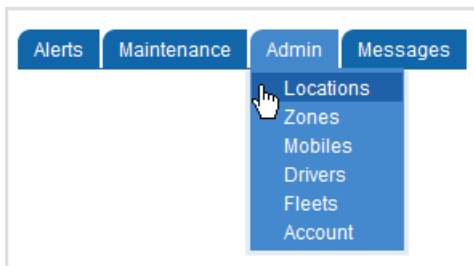 Alerts Maintenance Admin Messages
Locations
Zones
Mobiles
Drivers
Fleets
Account